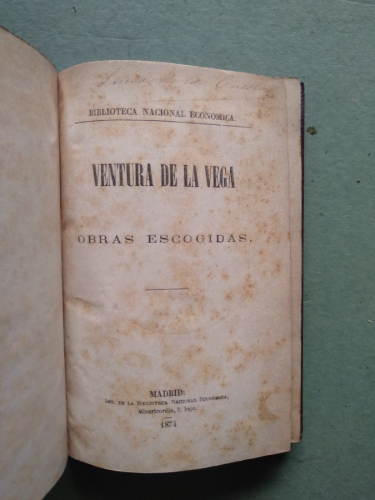 BIBLIOTECA NACIONAL ECONOMICA.
VENTURA DE LA VEGA
OBRAS ESCOGIDAS.
MADRID:
IMP. DE LA BIBLIOTECA NACIONAL ECONÓMICA,
Misericordia, 2, bajo.
1874